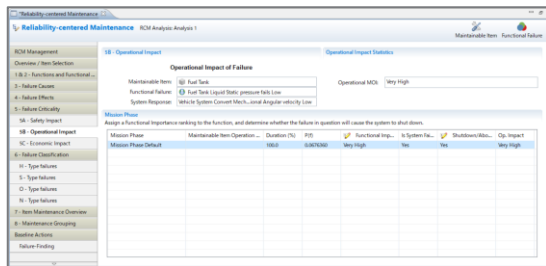 *Reliability-centered Maintenance
Reliability-centered Maintenance RCM Analysis: Analysis 1
Maintainable Item Functional Failure
RCM Management
Overview / Item Selection
1 & 2 - Functions and Functional ...
3 - Failure Causes
4 - Failure Effects
5 - Failure Criticality
5A - Safety Impact
5B - Operational Impact
5C - Economic Impact
6 - Failure Classification
H - Type failures
S - Type failures
O - Type failures
N - Type failures
7 - Item Maintenance Overview
8 - Maintenance Grouping
Baseline Actions
Failure-Finding
5B - Operational Impact
Operational Impact of Failure
Maintainable Item: Fuel Tank
Functional Failure: Fuel Tank Liquid Static pressure fails Low
System Response: Vehicle System Convert Mech...onal Angular velocity Low
Operational Impact Statistics
Operational MOI: Very High
Mission Phase
Assign a Functional Importance ranking to the function, and determine whether the failure in question will cause the system to shut down.
Mission Phase Maintainable Item Operation ... Duration (%) P(f) Functional Imp... Is System Fai... Shutdown/Abo... Op. Impact
Mission Phase Default 100.0 0.0676360 Very High Yes Yes Very High